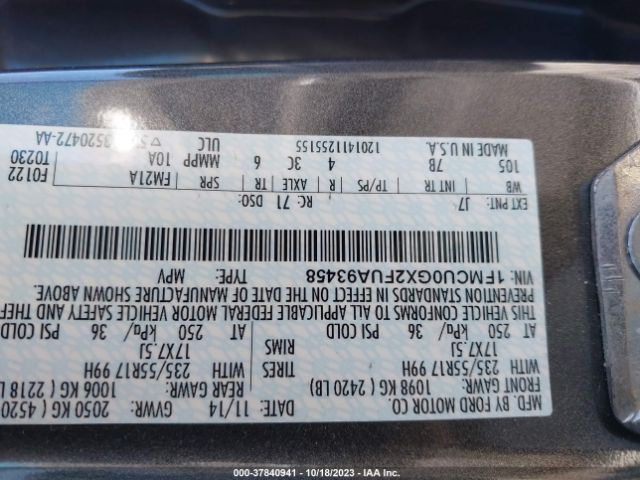 MFD. BY FORD MOTOR CO.
DATE: 11/14 GVWR: 2050 KG ( 4520
FRONT GAWR: 1098 KG ( 2420 LB) REAR GAWR: 1006 KG ( 2218 L
235/55R17 99H WITH TIRES 235/55R17 99H WITH
17X7.5J RIMS 17X7.5J
AT 250 kPa/ 36 PSI COLD AT 250 kPa/ 36 PSI COLD
THIS VEHICLE CONFORMS TO ALL APPLICABLE FEDERAL MOTOR VEHICLE SAFETY AND THEF
PREVENTION STANDARDS IN EFFECT ON THE DATE OF MANUFACTURE SHOWN ABOVE.
VIN: 1FMCU0GX2FUA93458 TYPE: MPV
EXT PNT: J7 RC: 71 DSO: F0122
WB INT TR TP/PS R AXLE TR SPR FM21A T0230
105 7B 4 3C 6 MMPP 10A
MADE IN U.S.A. 1201411255155 ULC 3520472-AA
000-37840941 / 10/18/2023 - IAA Inc.